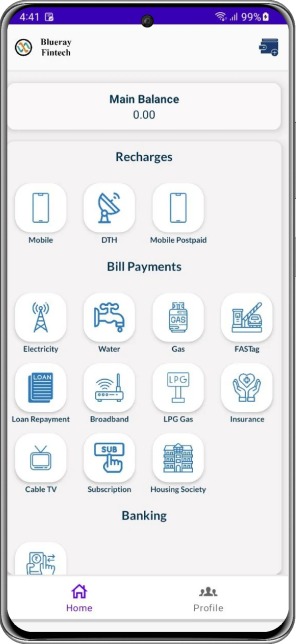 4:41 99%
Blueray
Fintech
Main Balance
0.00
Recharges
Mobile DTH Mobile Postpaid
Bill Payments
GAS
Electricity Water Gas FASTag
LOAN LPG
Loan Repayment Broadband LPG Gas Insurance
SUB
Cable TV Subscription Housing Society
Banking
Home Profile